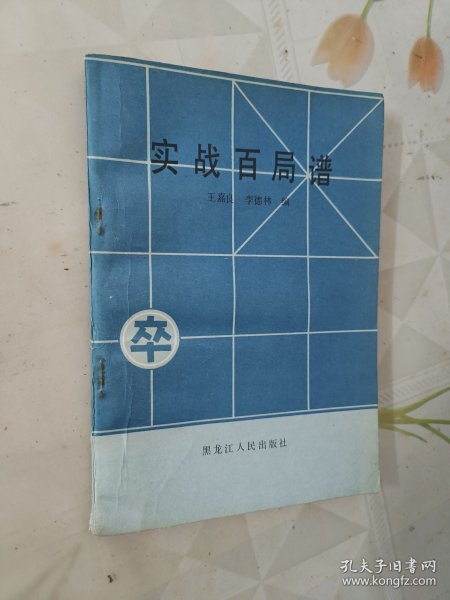 实战百局谱
王嘉良 李德林 编
卒
黑龙江人民出版社
孔夫子旧书网
www.kongfz.com